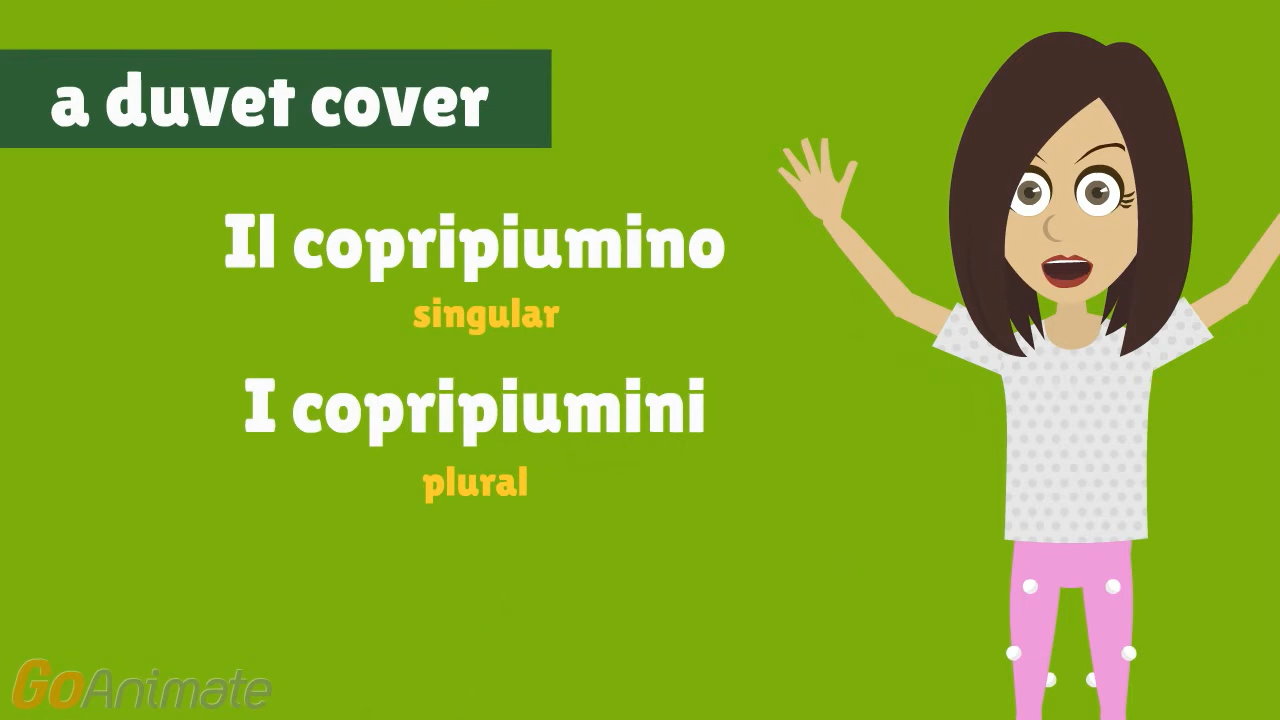 a duvet cover
Il copripiumino
singular
I copripiumini
plural
GoAnimate